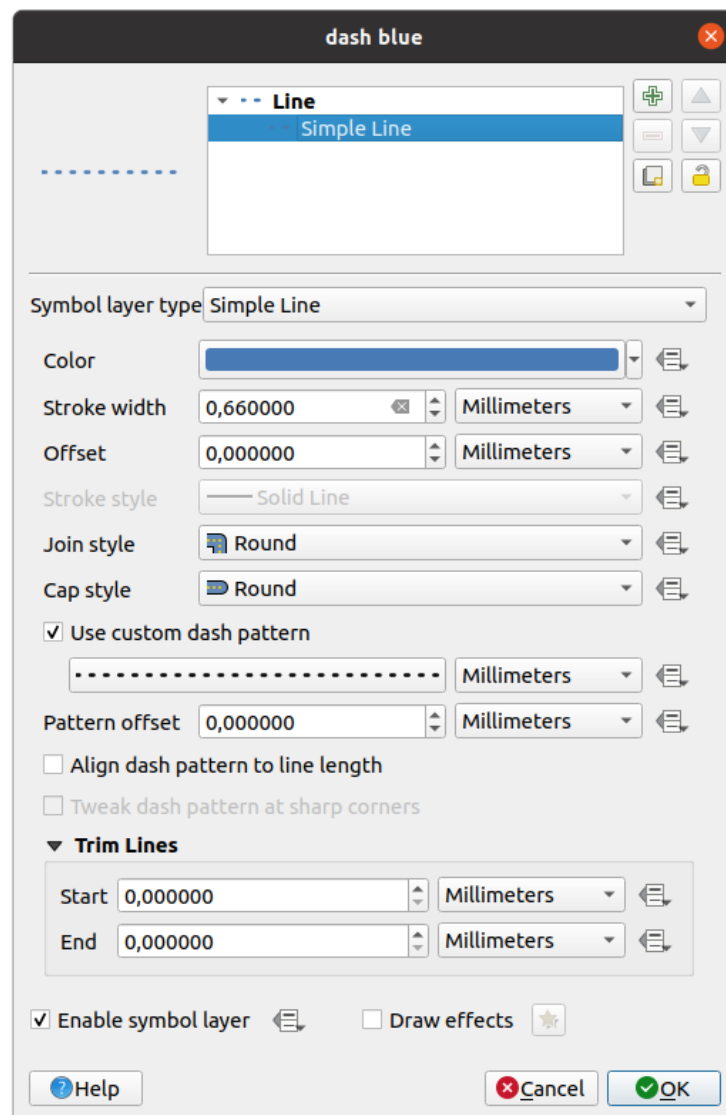 dash blue
Line
Simple Line
Symbol layer type Simple Line
Color
Stroke width 0,660000 Millimeters
Offset 0,000000 Millimeters
Stroke style Solid Line
Join style Round
Cap style Round
Use custom dash pattern
Millimeters
Pattern offset 0,000000 Millimeters
Align dash pattern to line length
Tweak dash pattern at sharp corners
Trim Lines
Start 0,000000 Millimeters
End 0,000000 Millimeters
Enable symbol layer Draw effects
Help Cancel OK